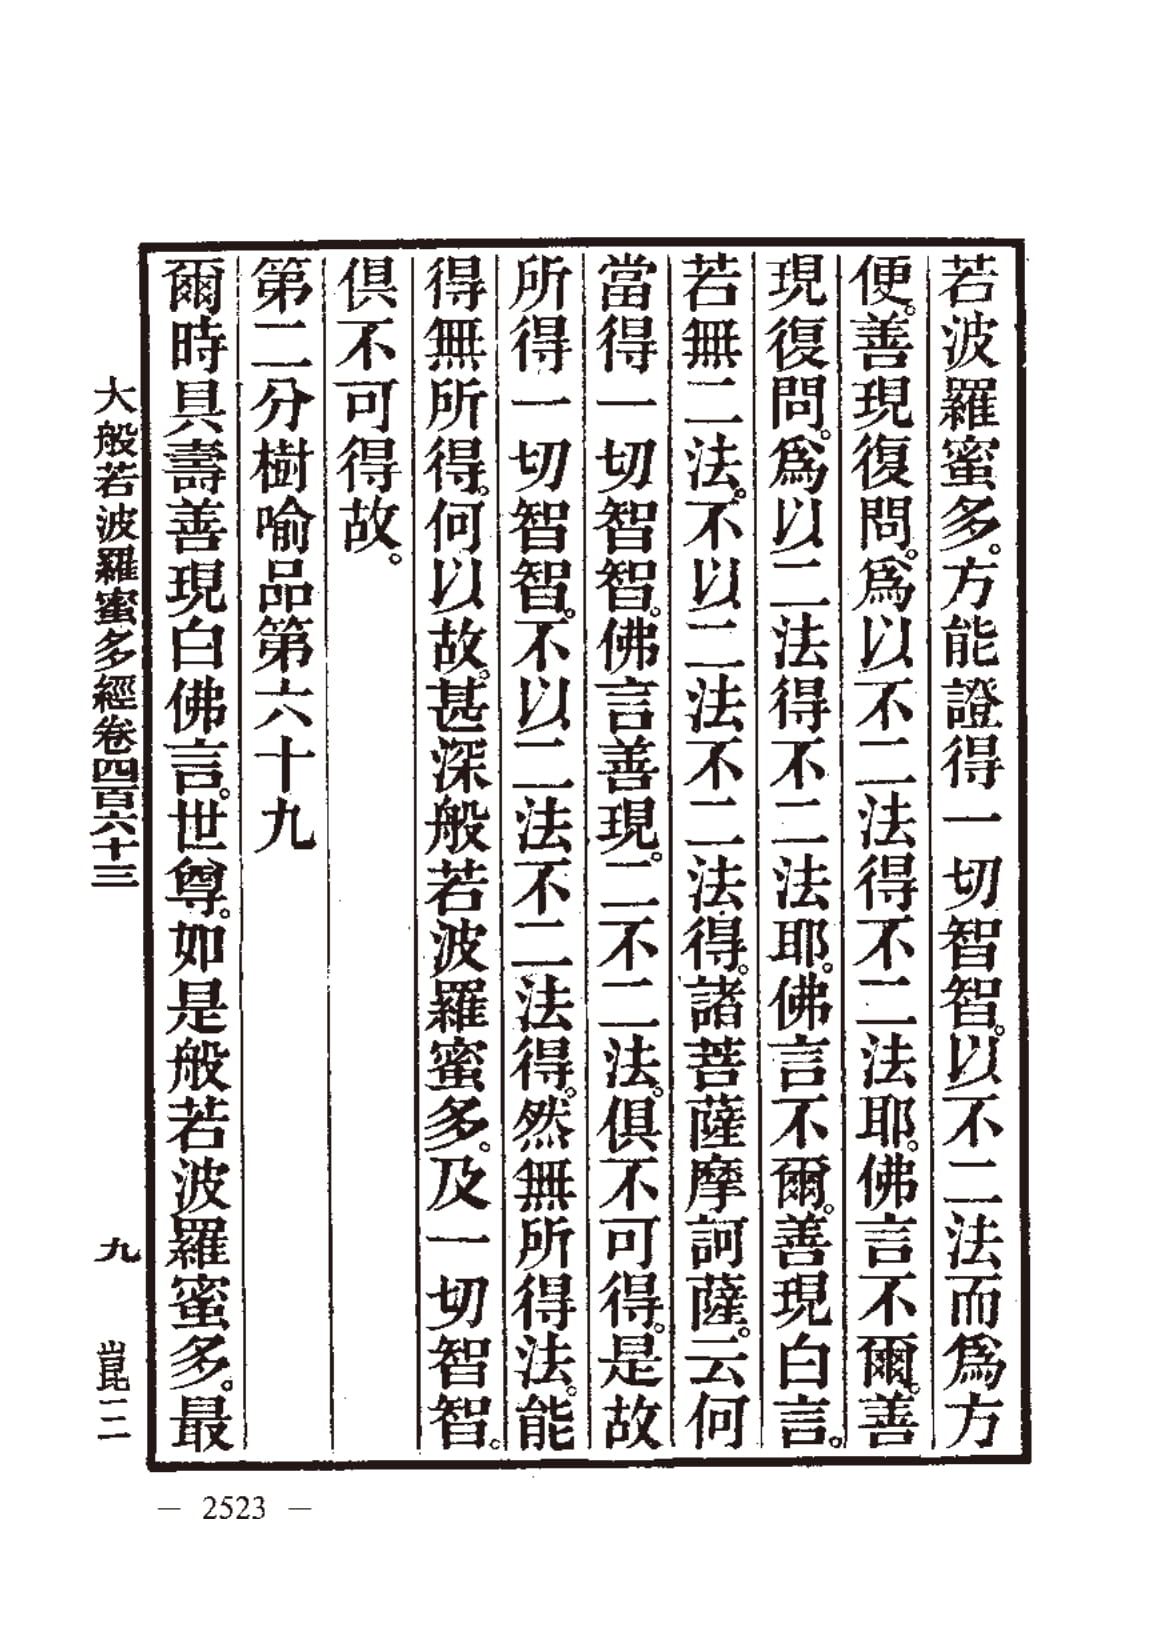 若波羅蜜多。方能證得一切智智。以不二法而爲方
便。善現復問。爲以不二法得不二法耶。佛言不爾。善
現復問。爲以二法得不二法耶。佛言不爾。善現白言。
若無二法。不以二法不二法得。諸菩薩摩訶薩。云何
當得一切智智。佛言善現。二不二法。俱不可得。是故
所得一切智智。不以二法不二法得。然無所得法。能
得無所得。何以故。甚深般若波羅蜜多。及一切智智。
俱不可得故。
第二分樹喻品第六十九
爾時具壽善現白佛言。世尊。如是般若波羅蜜多。最
大般若波羅蜜多經卷四百六十三 九 崑二
— 2523 —